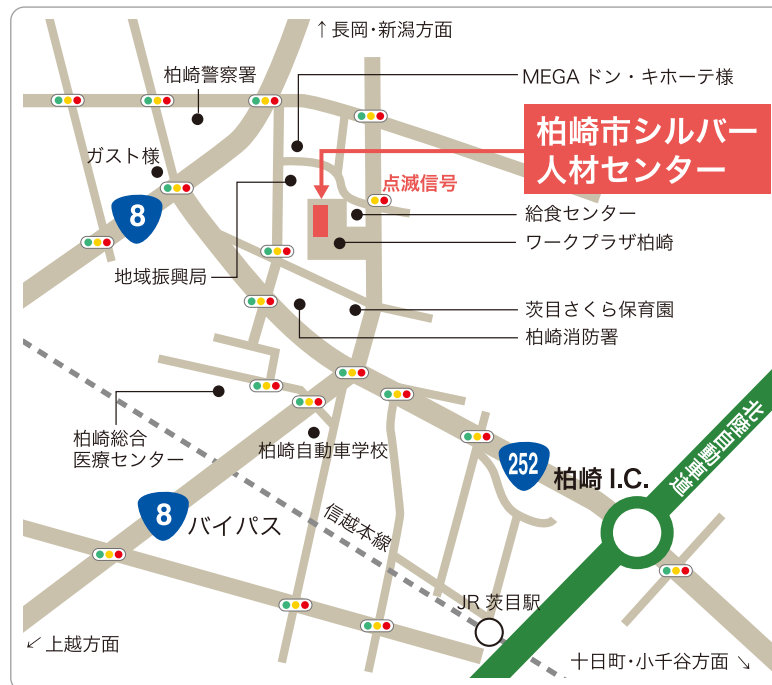 ↑長岡・新潟方面
柏崎警察署
MEGAドン・キホーテ様
柏崎市シルバー
人材センター
ガスト様
点滅信号
8
給食センター
ワークプラザ柏崎
地域振興局
茨目さくら保育園
柏崎消防署
柏崎総合
医療センター
柏崎自動車学校
252
柏崎 I.C.
北陸自動車道
8
バイパス
信越本線
JR 茨目駅
↙ 上越方面
十日町・小千谷方面 ↘